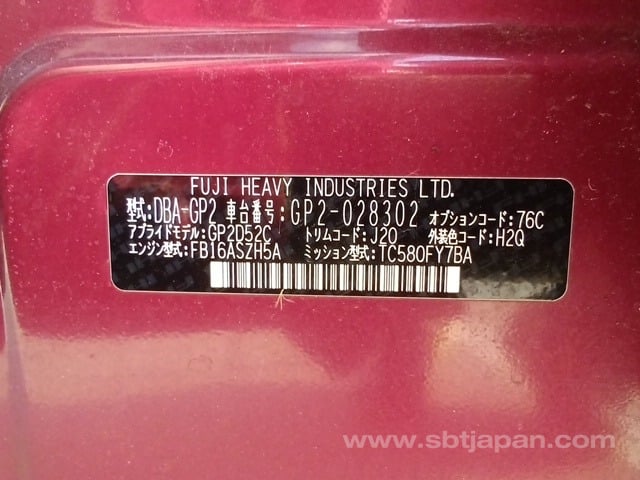 FUJI HEAVY INDUSTRIES LTD.
型式:DBA-GP2 車台番号:GP2-028302 オプションコード:76C
アプライドモデル:GP2D52C トリムコード:J20 外装色コード:H2Q
エンジン型式:FB16ASZH5A ミッション型式:TC580FY7BA
www.sbtjapan.com